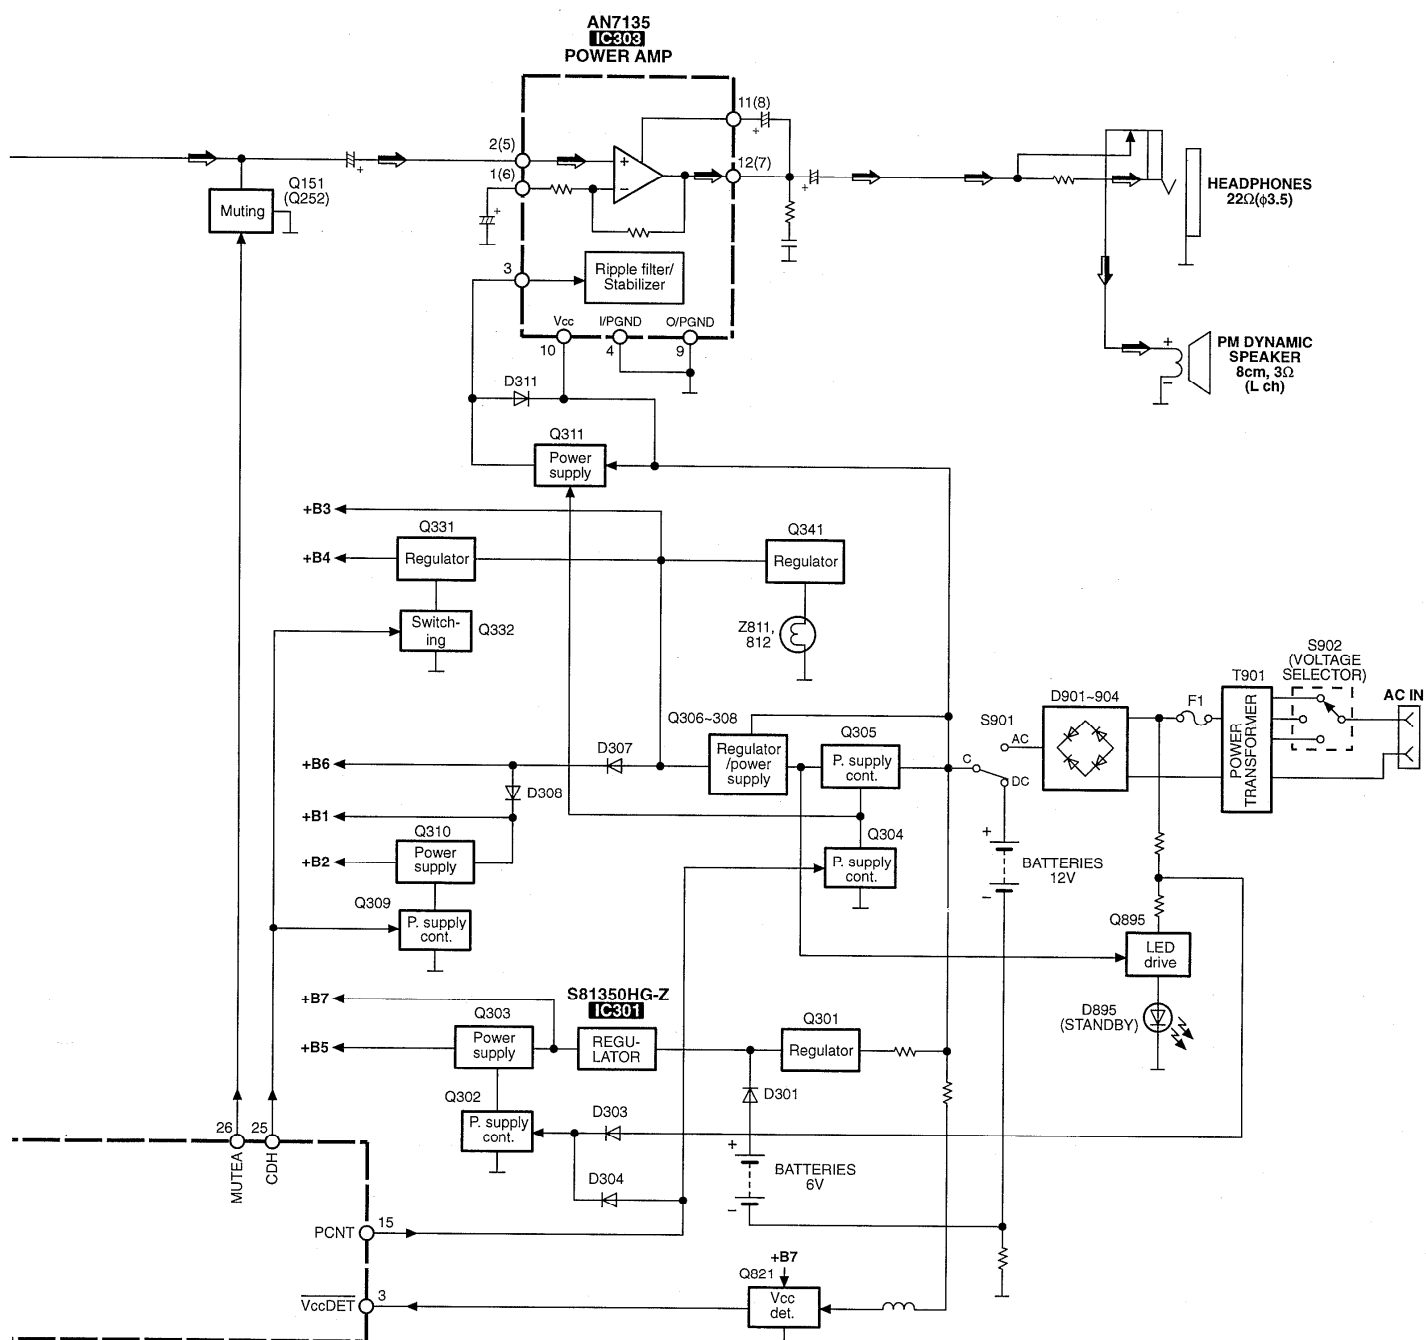 AN7135
IC303
POWER AMP
11(8)
2(5)
12(7)
1(6)
+
-
+
+
+
+
Q151
(Q252)
Muting
HEADPHONES
22Ω(φ3.5)
3
Ripple filter/
Stabilizer
Vcc
I/PGND
O/PGND
10
4
9
+
-
PM DYNAMIC
SPEAKER
8cm, 3Ω
(L ch)
D311
Q311
Power
supply
+B3
Q331
Q341
+B4
Regulator
Regulator
Switch-
ing
Q332
Z811,
812
S902
(VOLTAGE
SELECTOR)
T901
AC IN
D901~904
F1
Q306~308
S901
Q305
AC
POWER
TRANSFORMER
D307
Regulator
/power
supply
P. supply
cont.
C
DC
+B6
D308
+B1
Q310
Q304
+
BATTERIES
12V
-
+B2
Power
supply
P. supply
cont.
Q309
P. supply
cont.
Q895
LED
drive
S81350HG-Z
IC301
+B7
Q303
Q301
D895
(STANDBY)
+B5
Power
supply
REGU-
LATOR
Regulator
Q302
D301
P. supply
cont.
D303
26
25
+
BATTERIES
6V
-
MUTEA
CDH
D304
PCNT
15
+B7
Q821
VccDET
3
Vcc
det.